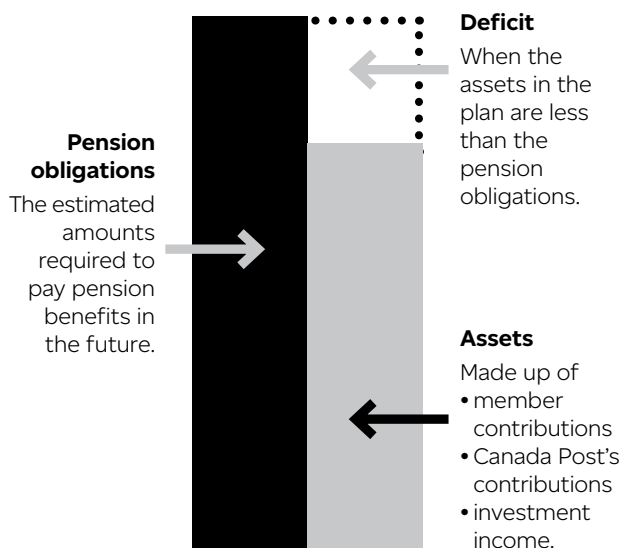 Pension
obligations
The estimated
amounts
required to
pay pension
benefits in
the future.
Deficit
When the
assets in the
plan are less
than the
pension
obligations.
Assets
Made up of
• member
contributions
• Canada Post's
contributions
• investment
income.